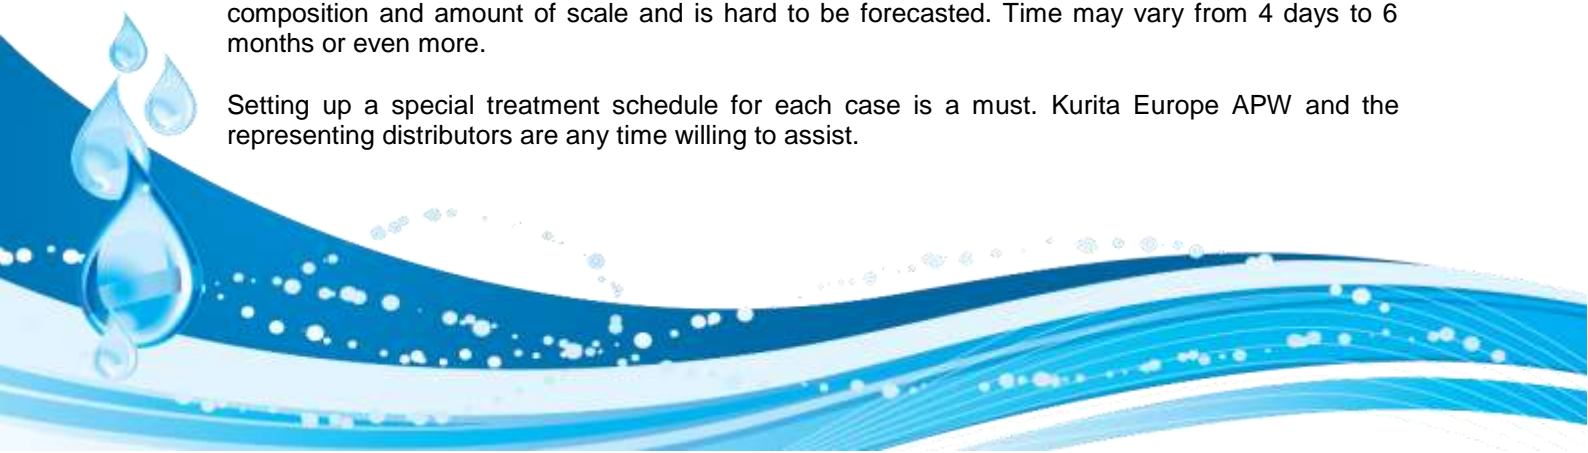 composition and amount of scale and is hard to be forecasted. Time may vary from 4 days to 6
months or even more.
Setting up a special treatment schedule for each case is a must. Kurita Europe APW and the
representing distributors are any time willing to assist.